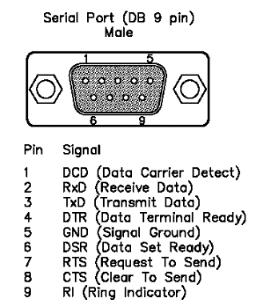 Serial Port (DB 9 pin)
Male
1 5
6 9
Pin Signal
1 DCD (Data Carrier Detect)
2 RxD (Receive Data)
3 TxD (Transmit Data)
4 DTR (Data Terminal Ready)
5 GND (Signal Ground)
6 DSR (Data Set Ready)
7 RTS (Request To Send)
8 CTS (Clear To Send)
9 RI (Ring Indicator)